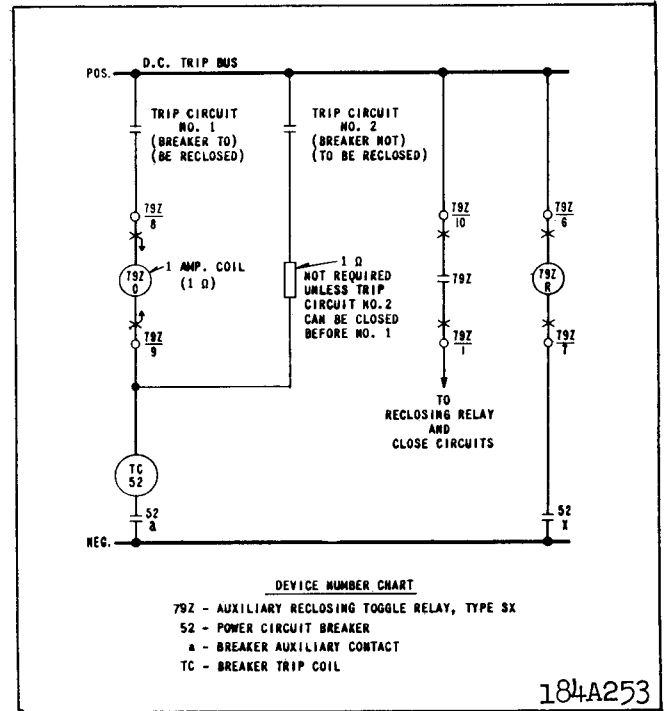 D.C. TRIP BUS
POS.
TRIP CIRCUIT
NO. 1
(BREAKER TO)
(BE RECLOSED)
TRIP CIRCUIT
NO. 2
(BREAKER NOT)
(TO BE RECLOSED)
79Z
8
79Z
10
79Z
6
79Z
O
1 AMP. COIL
(1 Ω)
1 Ω
NOT REQUIRED
UNLESS TRIP
CIRCUIT NO.2
CAN BE CLOSED
BEFORE NO. 1
79Z
79Z
R
79Z
9
79Z
1
79Z
7
TO
RECLOSING RELAY
AND
CLOSE CIRCUITS
TC
52
52
a
52
X
NEG.
DEVICE NUMBER CHART
79Z - AUXILIARY RECLOSING TOGGLE RELAY, TYPE SX
52 - POWER CIRCUIT BREAKER
a - BREAKER AUXILIARY CONTACT
TC - BREAKER TRIP COIL
184A253